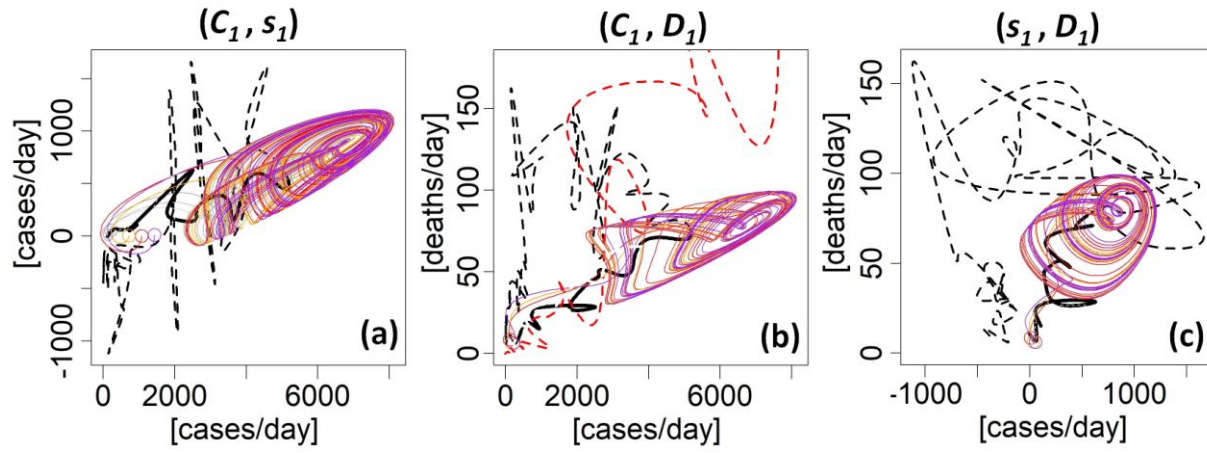 (C1, s1)
(C1, D1)
(s1, D1)
[cases/day]
-1000 0 1000
0 2000 4000 6000
[cases/day]
(a)
[deaths/day]
0 50 100 150
0 2000 4000 6000
[cases/day]
(b)
[deaths/day]
0 50 100 150
-1000 0 1000
[cases/day]
(c)